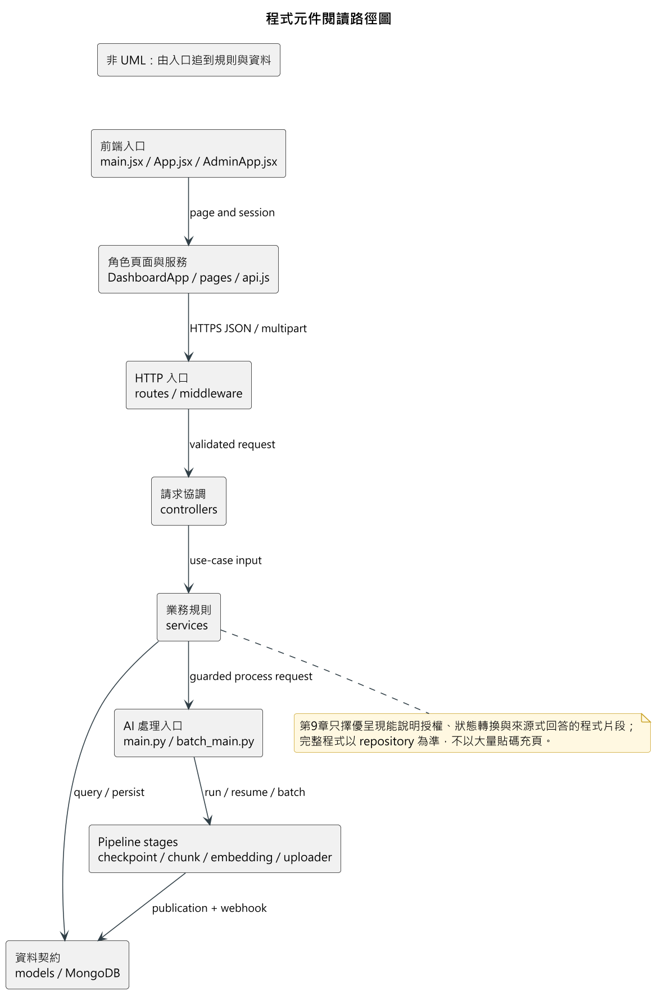 程式元件閱讀路徑圖
非 UML：由入口追到規則與資料
前端入口
main.jsx / App.jsx / AdminApp.jsx
page and session
角色頁面與服務
DashboardApp / pages / api.js
HTTPS JSON / multipart
HTTP 入口
routes / middleware
validated request
請求協調
controllers
use-case input
業務規則
services
guarded process request
AI 處理入口
main.py / batch_main.py
第9章只擇優呈現能說明授權、狀態轉換與來源式回答的程式片段；
完整程式以 repository 為準，不以大量貼碼充頁。
query / persist
run / resume / batch
Pipeline stages
checkpoint / chunk / embedding / uploader
publication + webhook
資料契約
models / MongoDB